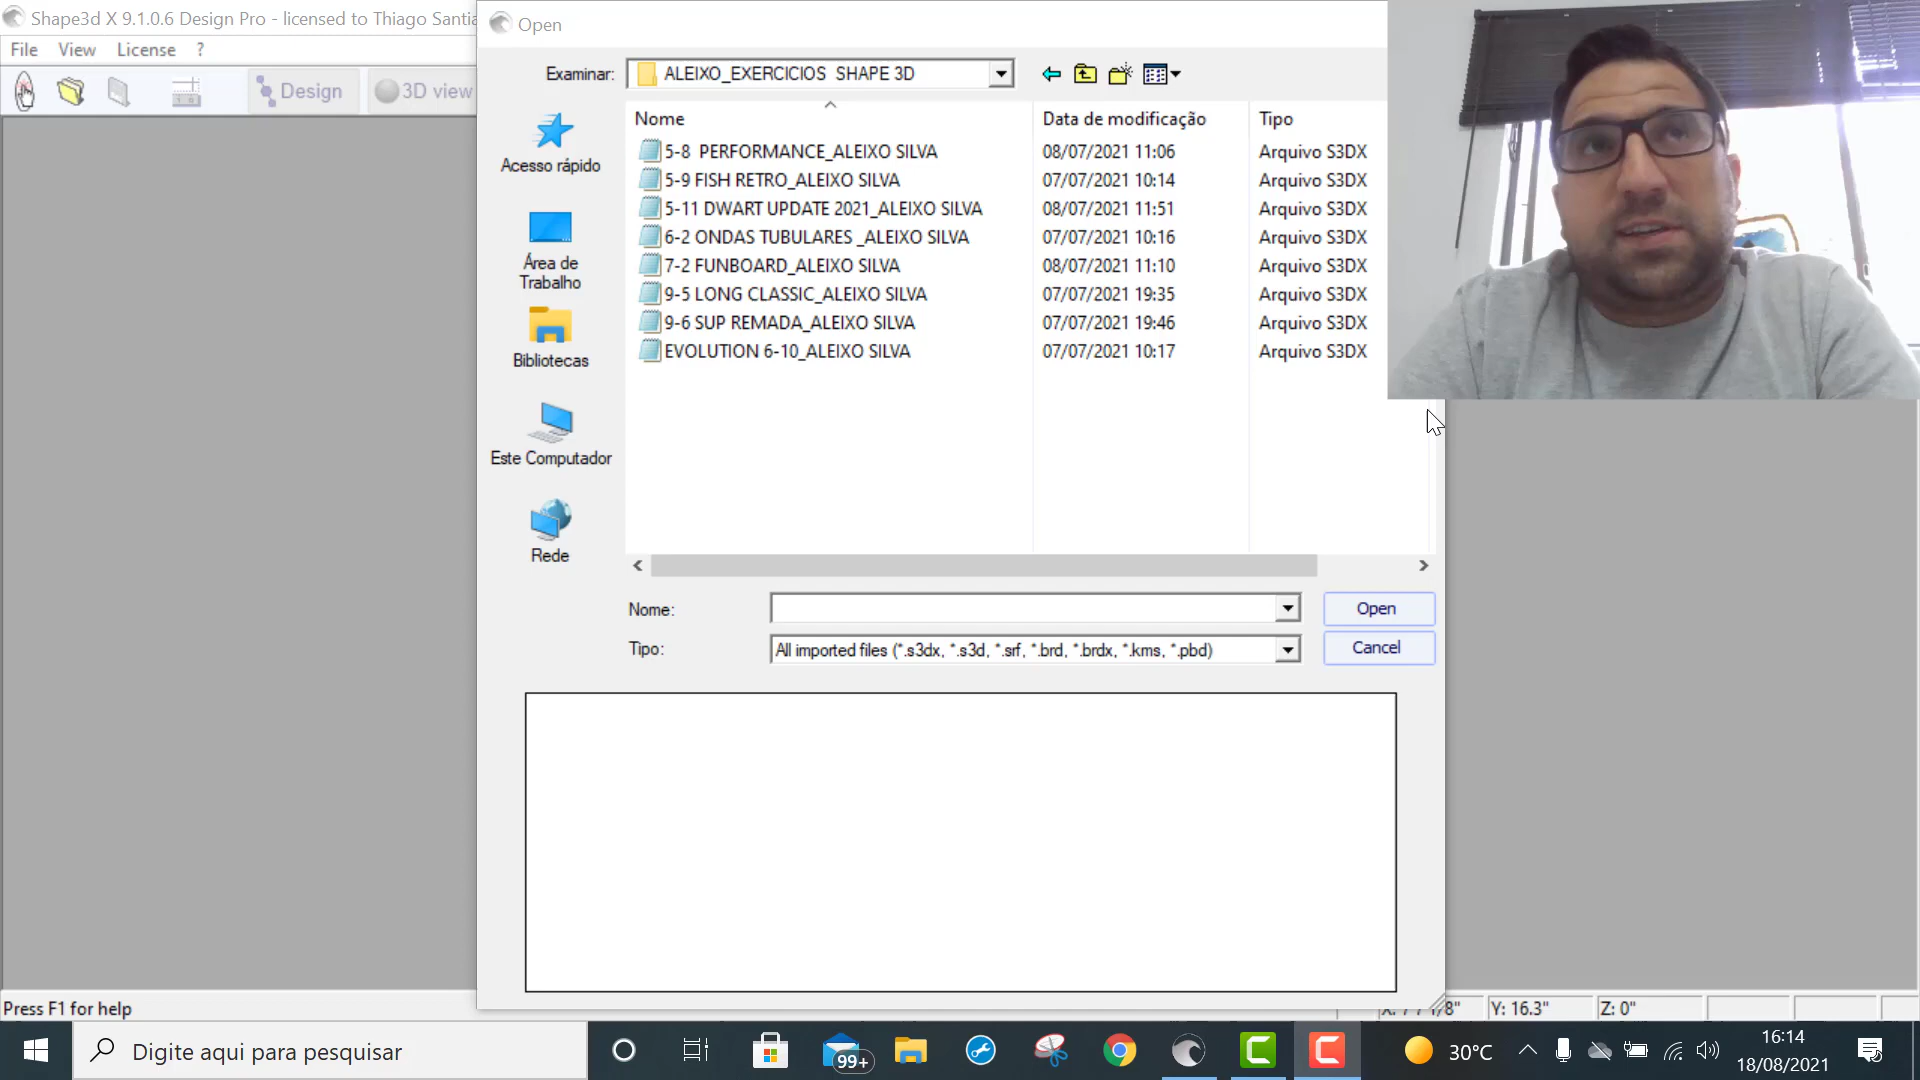 Shape3d X 9.1.0.6 Design Pro - licensed to Thiago Santia
File View License ?
Design 3D view
Open
Examinar: ALEIXO_EXERCICIOS SHAPE 3D
Nome Data de modificação Tipo
5-8 PERFORMANCE_ALEIXO SILVA 08/07/2021 11:06 Arquivo S3DX
5-9 FISH RETRO_ALEIXO SILVA 07/07/2021 10:14 Arquivo S3DX
5-11 DWART UPDATE 2021_ALEIXO SILVA 08/07/2021 11:51 Arquivo S3DX
6-2 ONDAS TUBULARES _ALEIXO SILVA 07/07/2021 10:16 Arquivo S3DX
7-2 FUNBOARD_ALEIXO SILVA 08/07/2021 11:10 Arquivo S3DX
9-5 LONG CLASSIC_ALEIXO SILVA 07/07/2021 19:35 Arquivo S3DX
9-6 SUP REMADA_ALEIXO SILVA 07/07/2021 19:46 Arquivo S3DX
EVOLUTION 6-10_ALEIXO SILVA 07/07/2021 10:17 Arquivo S3DX
Acesso rápido
Área de
Trabalho
Bibliotecas
Este Computador
Rede
Nome: Open
Tipo: All imported files (*.s3dx, *.s3d, *.srf, *.brd, *.brdx, *.kms, *.pbd) Cancel
Press F1 for help
Y: 16.3" Z: 0"
Digite aqui para pesquisar
99+
30°C
16:14
18/08/2021